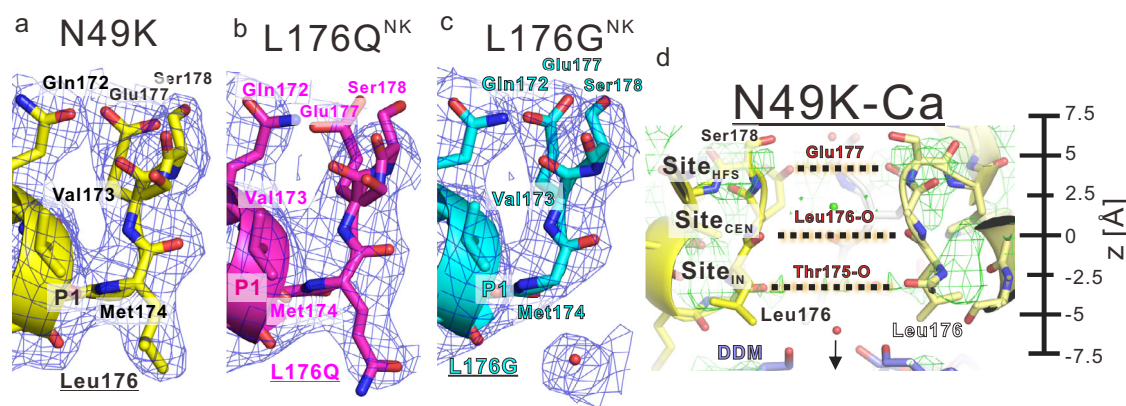 a
N49K
Gln172
Ser178
Glu177
Val173
P1
Met174
Leu176
b
L176Q^NK
Gln172
Ser178
Glu177
Val173
P1
Met174
L176Q
c
L176G^NK
Glu177
Gln172
Ser178
Val173
P1
Met174
L176G
d
N49K-Ca
Ser178
Glu177
Site_HFS
Leu176-O
Site_CEN
Thr175-O
Site_IN
Leu176
Leu176
DDM
7.5
5
2.5
0
-2.5
-5
-7.5
z [Å]